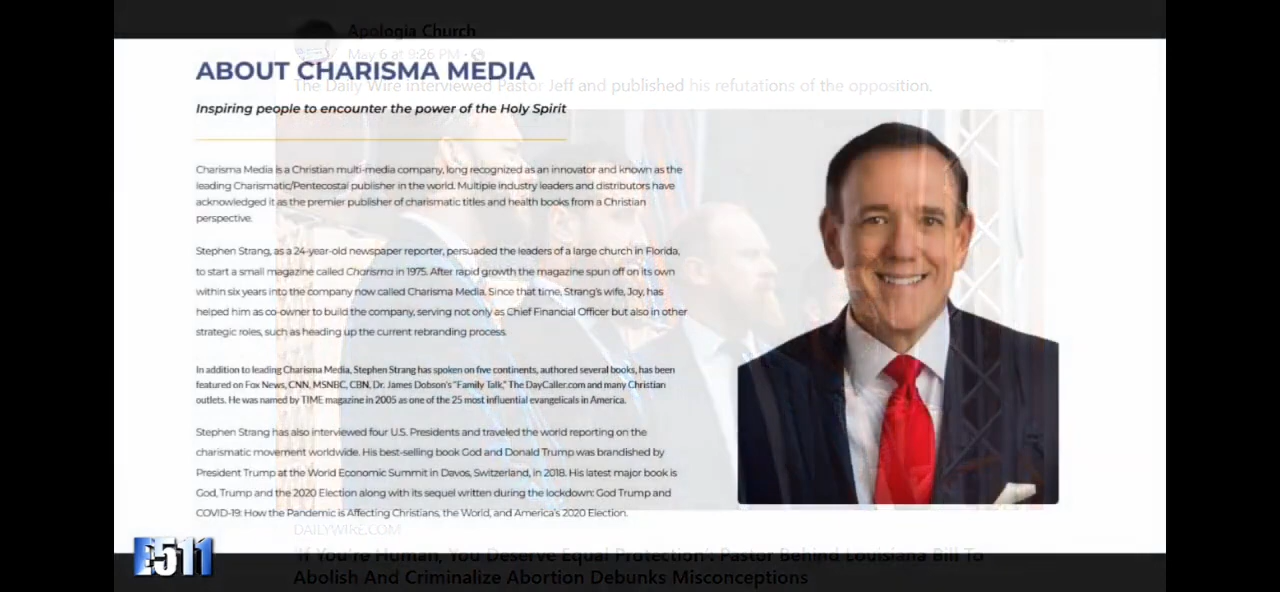 Apologia Church
May 6 at 9:26 PM
ABOUT CHARISMA MEDIA
The Daily Wire interviewed Pastor Jeff and published his refutations of the opposition.
Inspiring people to encounter the power of the Holy Spirit
Charisma Media is a Christian multi-media company, long recognized as an innovator and known as the
leading Charismatic/Pentecostal publisher in the world. Multiple industry leaders and distributors have
acknowledged it as the premier publisher of charismatic titles and health books from a Christian
perspective.
Stephen Strang, as a 24-year-old newspaper reporter, persuaded the leaders of a large church in Florida,
to start a small magazine called Charisma in 1975. After rapid growth the magazine spun off on its own
within six years into the company now called Charisma Media. Since that time, Strang's wife, Joy, has
helped him as co-owner to build the company, serving not only as Chief Financial Officer but also in other
strategic roles, such as heading up the current rebranding process.
In addition to leading Charisma Media, Stephen Strang has spoken on five continents, authored several books, has been
featured on Fox News, CNN, MSNBC, CBN, Dr. James Dobson's "Family Talk," The DayCaller.com and many Christian
outlets. He was named by TIME magazine in 2005 as one of the 25 most influential evangelicals in America.
Stephen Strang has also interviewed four U.S. Presidents and traveled the world reporting on the
charismatic movement worldwide. His best-selling book God and Donald Trump was brandished by
President Trump at the World Economic Summit in Davos, Switzerland, in 2018. His latest major book is
God, Trump and the 2020 Election along with its sequel written during the lockdown: God Trump and
COVID-19: How the Pandemic is Affecting Christians, the World, and America's 2020 Election.
DAILYWIRE.COM
'If You're Human, You Deserve Equal Protection': Pastor Behind Louisiana Bill To
Abolish And Criminalize Abortion Debunks Misconceptions
E511